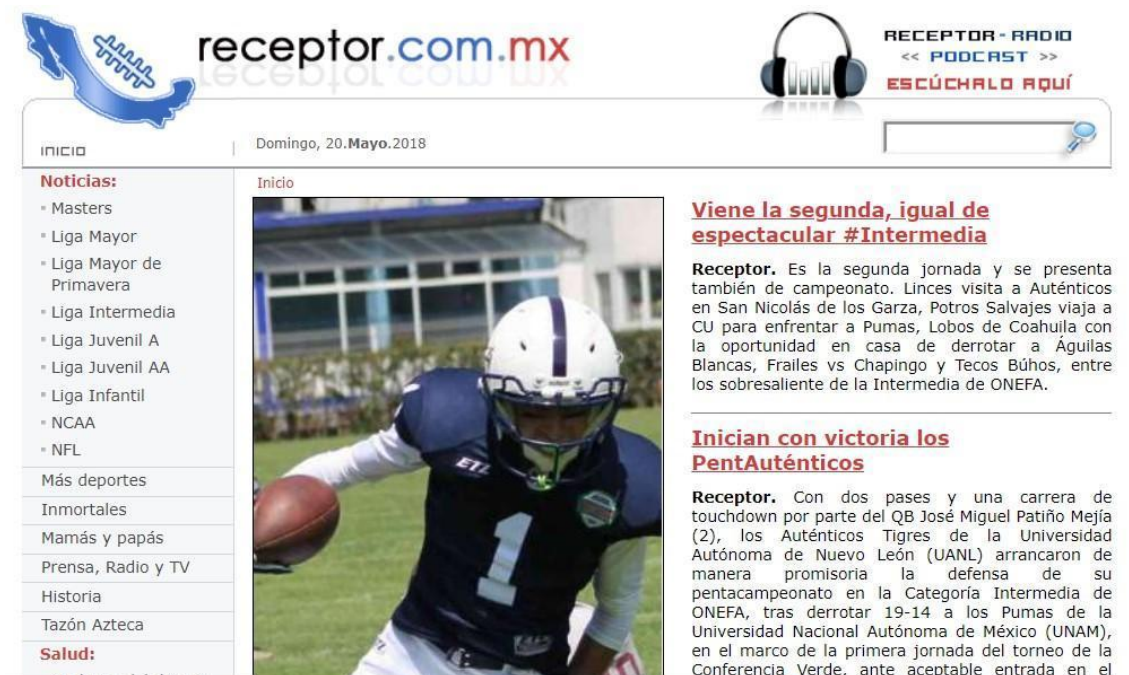 receptor.com.mx
RECEPTOR-RADIO
<< PODCAST >>
ESCÚCHALO AQUÍ
INICIO
Domingo, 20.Mayo.2018
Noticias:
Masters
Liga Mayor
Liga Mayor de
Primavera
Liga Intermedia
Liga Juvenil A
Liga Juvenil AA
Liga Infantil
NCAA
NFL
Más deportes
Inmortales
Mamás y papás
Prensa, Radio y TV
Historia
Tazón Azteca
Salud:
Inicio
ETL
1
Viene la segunda, igual de
espectacular #Intermedia
Receptor. Es la segunda jornada y se presenta
también de campeonato. Linces visita a Auténticos
en San Nicolás de los Garza, Potros Salvajes viaja a
CU para enfrentar a Pumas, Lobos de Coahuila con
la oportunidad en casa de derrotar a Águilas
Blancas, Frailes vs Chapingo y Tecos Búhos, entre
los sobresaliente de la Intermedia de ONEFA.
Inician con victoria los
PentAuténticos
Receptor. Con dos pases y una carrera de
touchdown por parte del QB José Miguel Patiño Mejía
(2), los Auténticos Tigres de la Universidad
Autónoma de Nuevo León (UANL) arrancaron de
manera promisoria la defensa de su
pentacampeonato en la Categoría Intermedia de
ONEFA, tras derrotar 19-14 a los Pumas de la
Universidad Nacional Autónoma de México (UNAM),
en el marco de la primera jornada del torneo de la
Conferencia Verde, ante aceptable entrada en el